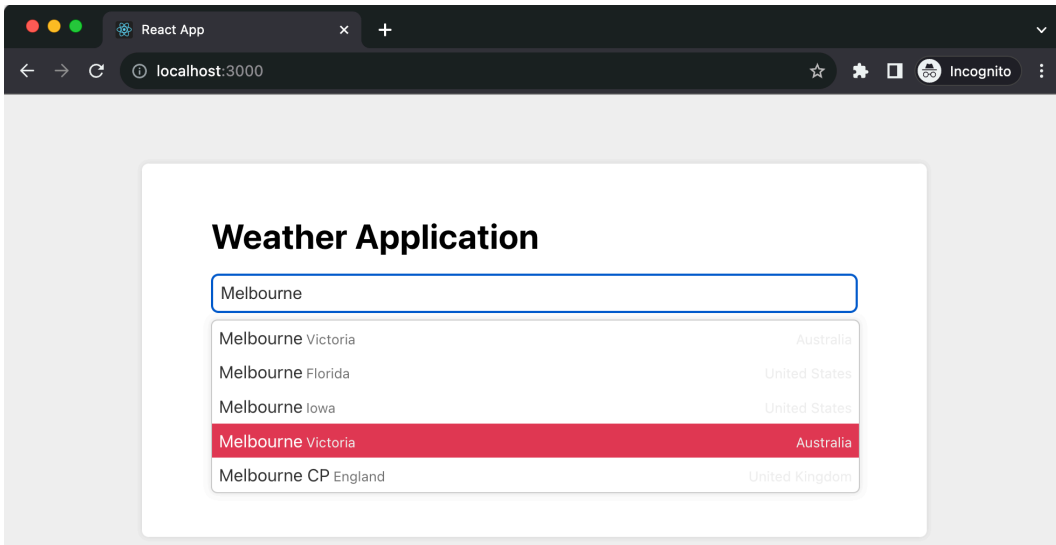 React App
localhost:3000
Incognito
Weather Application
Melbourne
Melbourne Victoria Australia
Melbourne Florida United States
Melbourne Iowa United States
Melbourne Victoria Australia
Melbourne CP England United Kingdom